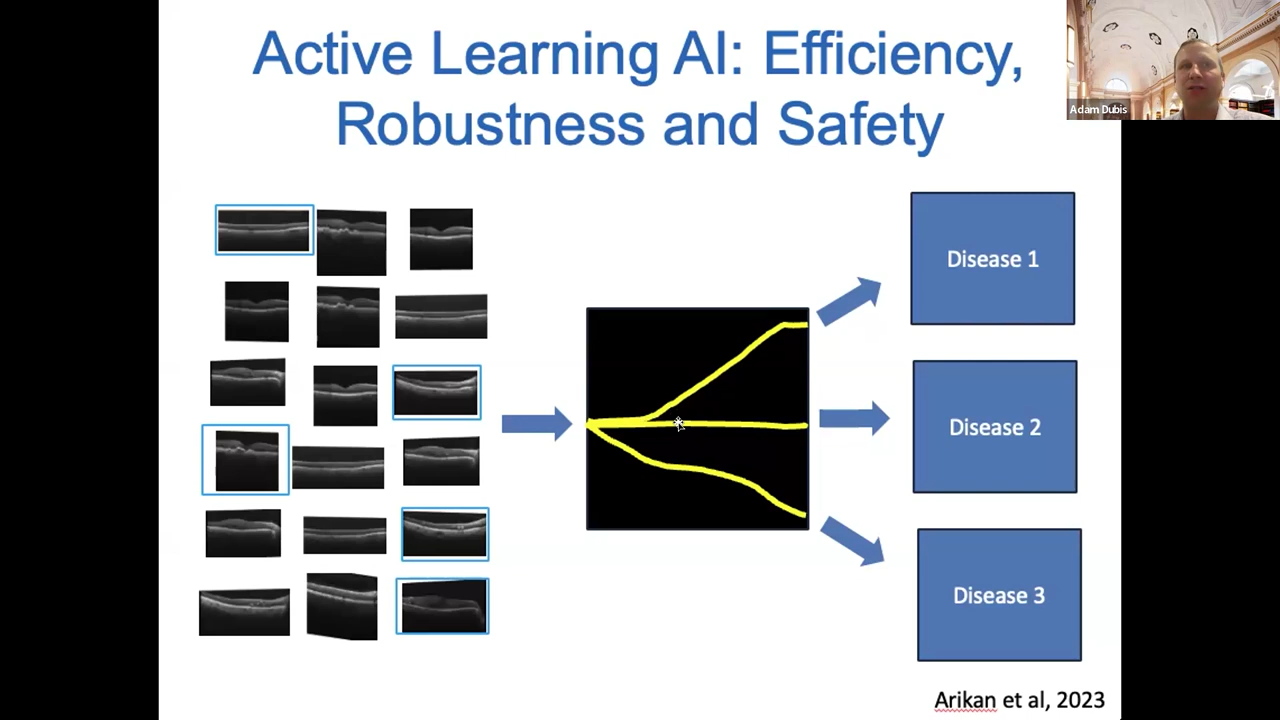 Active Learning AI: Efficiency,
Robustness and Safety
Adam Dubis
Disease 1
Disease 2
Disease 3
Arikan et al, 2023